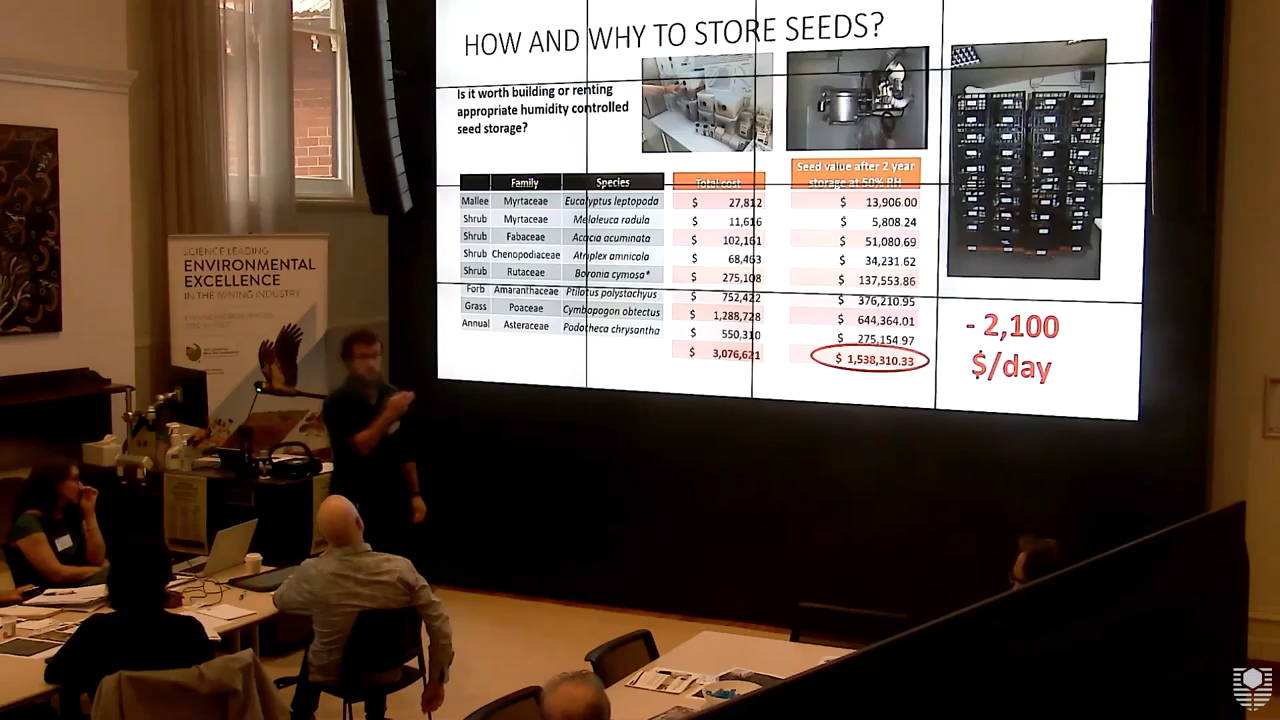 HOW AND WHY TO STORE SEEDS?
Is it worth building or renting
appropriate humidity controlled
seed storage?
Family Species Total cost Seed value after 2 year
storage at 50% RH
Mallee Myrtaceae Eucalyptus leptopoda $ 27,812 $ 13,906.00
Shrub Myrtaceae Melaleuca radula $ 11,616 $ 5,808.24
Shrub Fabaceae Acacia acuminata $ 102,161 $ 51,080.69
Shrub Chenopodiaceae Atriplex amnicola $ 68,463 $ 34,231.62
Shrub Rutaceae Boronia cymosa* $ 275,108 $ 137,553.86
Forb Amaranthaceae Ptilotus polystachyus $ 752,422 $ 376,210.95
Grass Poaceae Cymbopogon obtectus $ 1,288,728 $ 644,364.01
Annual Asteraceae Podotheca chrysantha $ 550,310 $ 275,154.97
$ 3,076,621 $ 1,538,310.33
- 2,100
$/day
SCIENCE LEADING
ENVIRONMENTAL
EXCELLENCE
IN THE MINING INDUSTRY